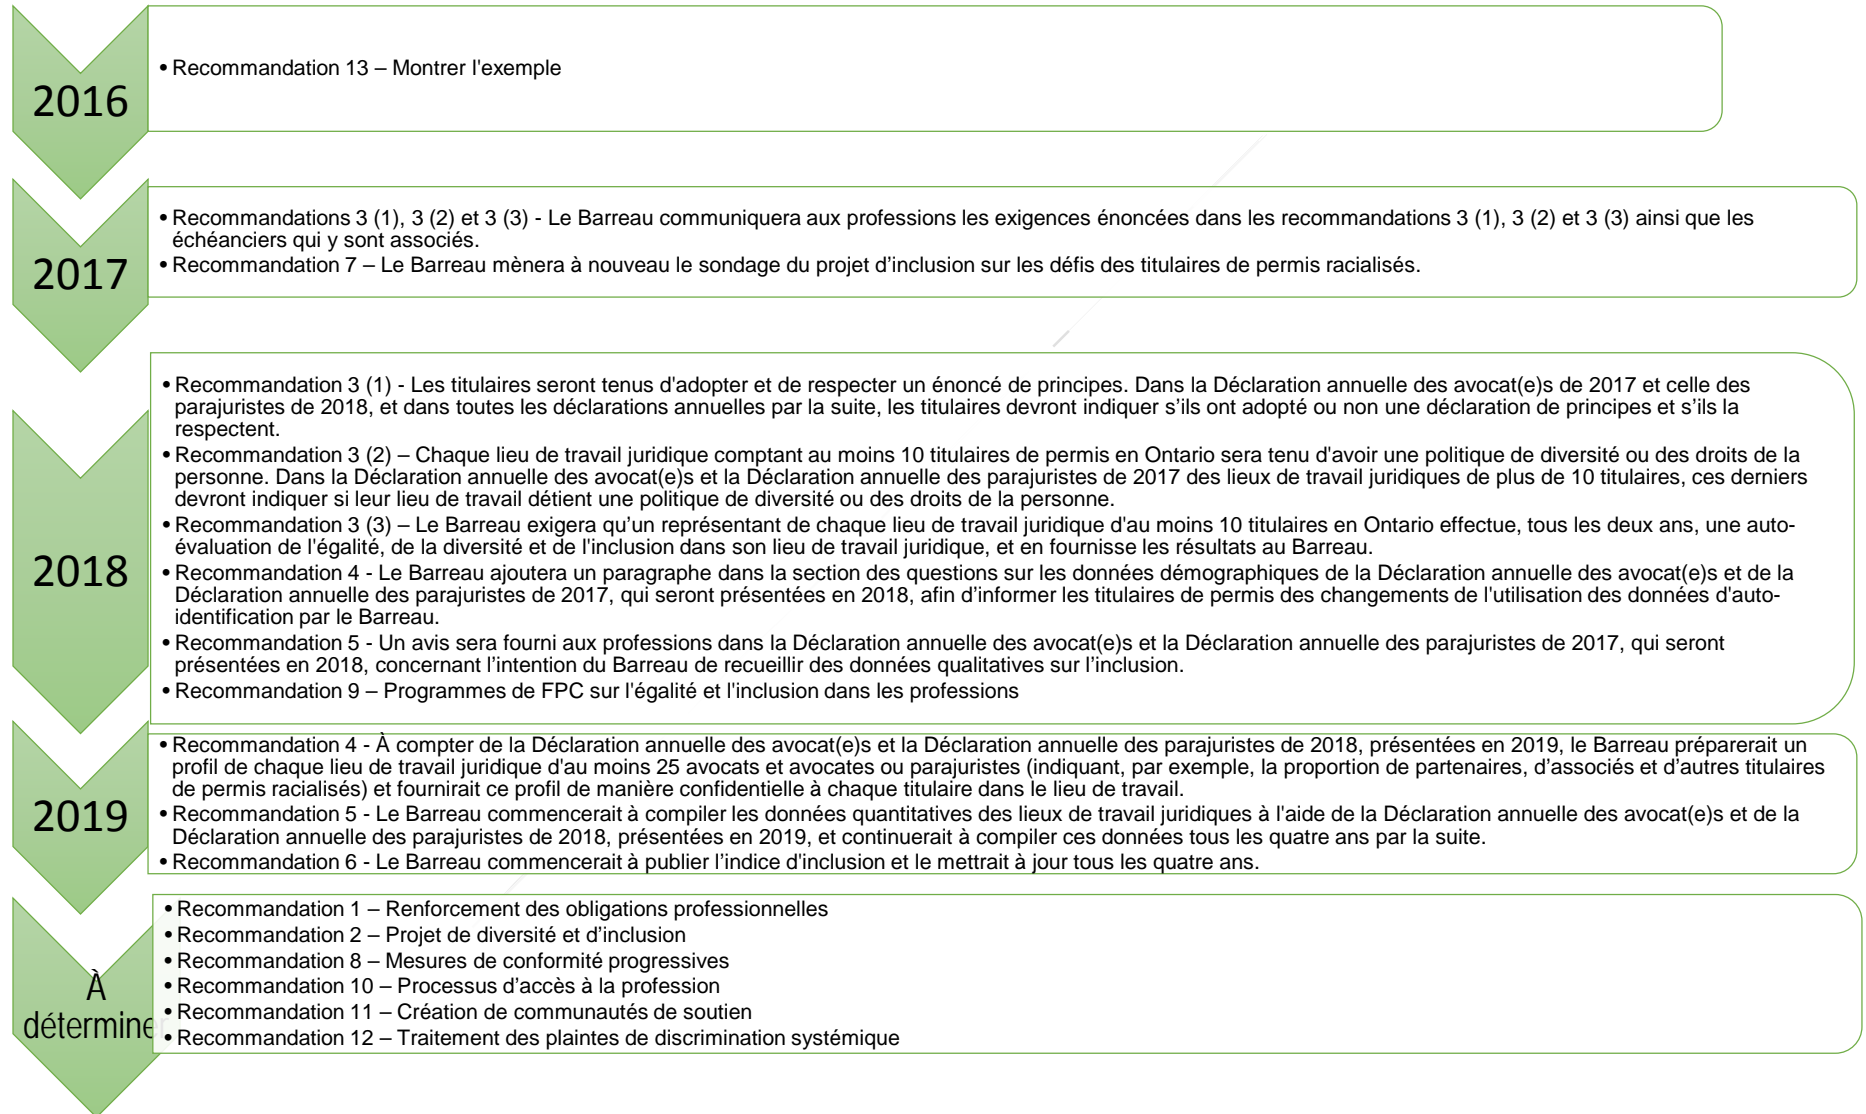 2016
• Recommandation 13 – Montrer l'exemple
2017
• Recommandations 3 (1), 3 (2) et 3 (3) - Le Barreau communiquera aux professions les exigences énoncées dans les recommandations 3 (1), 3 (2) et 3 (3) ainsi que les
échéanciers qui y sont associés.
• Recommandation 7 – Le Barreau mènera à nouveau le sondage du projet d’inclusion sur les défis des titulaires de permis racialisés.
2018
• Recommandation 3 (1) - Les titulaires seront tenus d'adopter et de respecter un énoncé de principes. Dans la Déclaration annuelle des avocat(e)s de 2017 et celle des
parajuristes de 2018, et dans toutes les déclarations annuelles par la suite, les titulaires devront indiquer s’ils ont adopté ou non une déclaration de principes et s’ils la
respectent.
• Recommandation 3 (2) – Chaque lieu de travail juridique comptant au moins 10 titulaires de permis en Ontario sera tenu d'avoir une politique de diversité ou des droits de la
personne. Dans la Déclaration annuelle des avocat(e)s et la Déclaration annuelle des parajuristes de 2017 des lieux de travail juridiques de plus de 10 titulaires, ces derniers
devront indiquer si leur lieu de travail détient une politique de diversité ou des droits de la personne.
• Recommandation 3 (3) – Le Barreau exigera qu’un représentant de chaque lieu de travail juridique d'au moins 10 titulaires en Ontario effectue, tous les deux ans, une auto-
évaluation de l'égalité, de la diversité et de l'inclusion dans son lieu de travail juridique, et en fournisse les résultats au Barreau.
• Recommandation 4 - Le Barreau ajoutera un paragraphe dans la section des questions sur les données démographiques de la Déclaration annuelle des avocat(e)s et de la
Déclaration annuelle des parajuristes de 2017, qui seront présentées en 2018, afin d’informer les titulaires de permis des changements de l'utilisation des données d'auto-
identification par le Barreau.
• Recommandation 5 - Un avis sera fourni aux professions dans la Déclaration annuelle des avocat(e)s et la Déclaration annuelle des parajuristes de 2017, qui seront
présentées en 2018, concernant l’intention du Barreau de recueillir des données qualitatives sur l’inclusion.
• Recommandation 9 – Programmes de FPC sur l'égalité et l'inclusion dans les professions
2019
• Recommandation 4 - À compter de la Déclaration annuelle des avocat(e)s et la Déclaration annuelle des parajuristes de 2018, présentées en 2019, le Barreau préparerait un
profil de chaque lieu de travail juridique d'au moins 25 avocats et avocates ou parajuristes (indiquant, par exemple, la proportion de partenaires, d’associés et d’autres titulaires
de permis racialisés) et fournirait ce profil de manière confidentielle à chaque titulaire dans le lieu de travail.
• Recommandation 5 - Le Barreau commencerait à compiler les données quantitatives des lieux de travail juridiques à l'aide de la Déclaration annuelle des avocat(e)s et de la
Déclaration annuelle des parajuristes de 2018, présentées en 2019, et continuerait à compiler ces données tous les quatre ans par la suite.
• Recommandation 6 - Le Barreau commencerait à publier l’indice d'inclusion et le mettrait à jour tous les quatre ans.
À
déterminer
• Recommandation 1 – Renforcement des obligations professionnelles
• Recommandation 2 – Projet de diversité et d’inclusion
• Recommandation 8 – Mesures de conformité progressives
• Recommandation 10 – Processus d’accès à la profession
• Recommandation 11 – Création de communautés de soutien
• Recommandation 12 – Traitement des plaintes de discrimination systémique